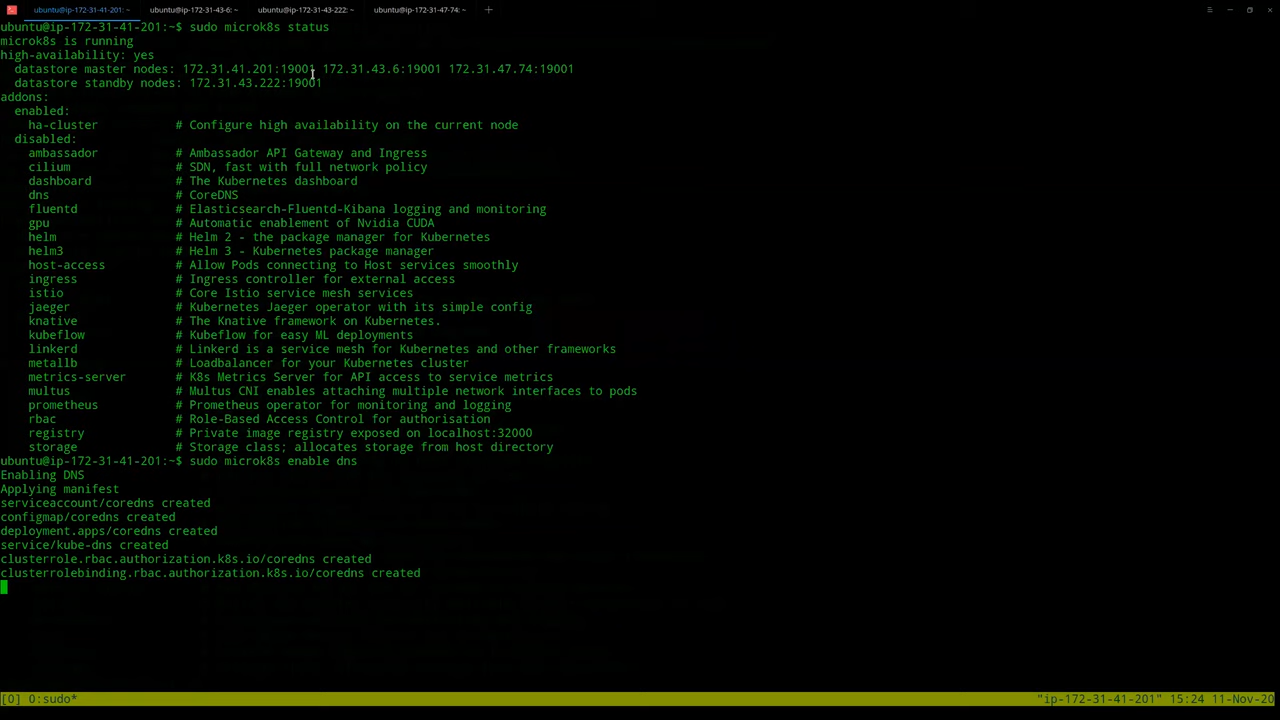 ubuntu@ip-172-31-41-201: ~ ubuntu@ip-172-31-43-6: ~ ubuntu@ip-172-31-43-222: ~ ubuntu@ip-172-31-47-74: ~
ubuntu@ip-172-31-41-201:~$ sudo microk8s status
microk8s is running
high-availability: yes
  datastore master nodes: 172.31.41.201:19001 172.31.43.6:19001 172.31.47.74:19001
  datastore standby nodes: 172.31.43.222:19001
addons:
  enabled:
    ha-cluster           # Configure high availability on the current node
  disabled:
    ambassador           # Ambassador API Gateway and Ingress
    cilium               # SDN, fast with full network policy
    dashboard            # The Kubernetes dashboard
    dns                  # CoreDNS
    fluentd              # Elasticsearch-Fluentd-Kibana logging and monitoring
    gpu                  # Automatic enablement of Nvidia CUDA
    helm                 # Helm 2 - the package manager for Kubernetes
    helm3                # Helm 3 - Kubernetes package manager
    host-access          # Allow Pods connecting to Host services smoothly
    ingress              # Ingress controller for external access
    istio                # Core Istio service mesh services
    jaeger               # Kubernetes Jaeger operator with its simple config
    knative              # The Knative framework on Kubernetes.
    kubeflow             # Kubeflow for easy ML deployments
    linkerd              # Linkerd is a service mesh for Kubernetes and other frameworks
    metallb              # Loadbalancer for your Kubernetes cluster
    metrics-server       # K8s Metrics Server for API access to service metrics
    multus               # Multus CNI enables attaching multiple network interfaces to pods
    prometheus           # Prometheus operator for monitoring and logging
    rbac                 # Role-Based Access Control for authorisation
    registry             # Private image registry exposed on localhost:32000
    storage              # Storage class; allocates storage from host directory
ubuntu@ip-172-31-41-201:~$ sudo microk8s enable dns
Enabling DNS
Applying manifest
serviceaccount/coredns created
configmap/coredns created
deployment.apps/coredns created
service/kube-dns created
clusterrole.rbac.authorization.k8s.io/coredns created
clusterrolebinding.rbac.authorization.k8s.io/coredns created
[0] 0:sudo* "ip-172-31-41-201" 15:24 11-Nov-20